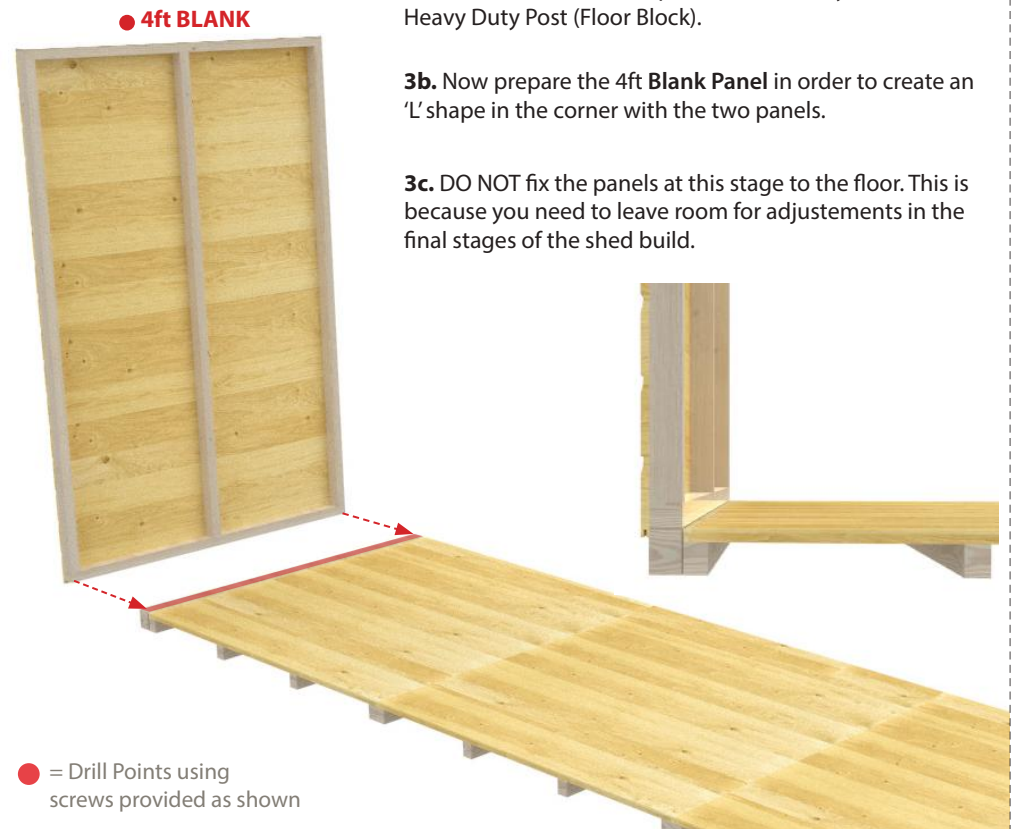 4ft BLANK
Heavy Duty Post (Floor Block).
3b. Now prepare the 4ft Blank Panel in order to create an
‘L’ shape in the corner with the two panels.
3c. DO NOT fix the panels at this stage to the floor. This is
because you need to leave room for adjustements in the
final stages of the shed build.
= Drill Points using
screws provided as shown